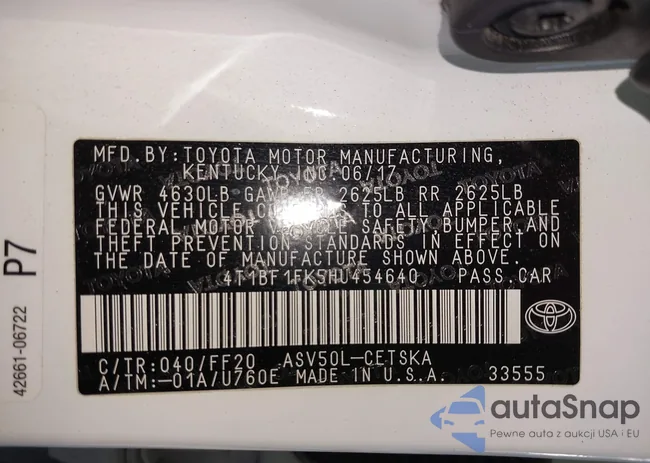 MFD.BY:TOYOTA MOTOR MANUFACTURING,
KENTUCKY, INC. 06/17
GVWR 4630LB GAWR FR 2625LB RR 2625LB
THIS VEHICLE TO ALL APPLICABLE
FEDERAL MOTOR SAFETY,BUMPER,AND
THEFT PREVENTION STANDARDS IN EFFECT ON
THE DATE OF MANUFACTURE SHOWN ABOVE.
4T1BF1FK5HU454640 PASS.CAR
C/TR:040/FF20 ASV50L-CETSKA
A/TM:-01A/U760E MADE IN U.S.A. 33555
P7
42661-06722
autaSnap
Pewne auta z aukcji USA i EU